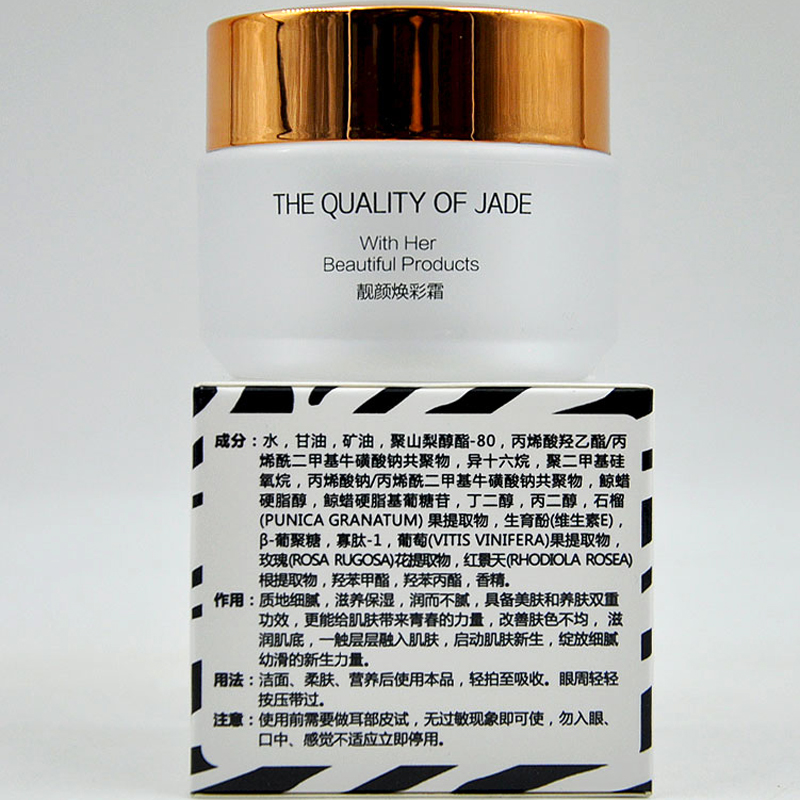 THE QUALITY OF JADE
With Her
Beautiful Products
靓颜焕彩霜
成分：水，甘油，矿油，聚山梨醇酯-80，丙烯酸羟乙酯/丙
烯酰二甲基牛磺酸钠共聚物，异十六烷，聚二甲基硅
氧烷，丙烯酸钠/丙烯酰二甲基牛磺酸钠共聚物，鲸蜡
硬脂醇，鲸蜡硬脂基葡糖苷，丁二醇，丙二醇，石榴
(PUNICA GRANATUM) 果提取物，生育酚(维生素E)，
β-葡聚糖，寡肽-1，葡萄(VITIS VINIFERA)果提取物，
玫瑰(ROSA RUGOSA)花提取物，红景天(RHODIOLA ROSEA)
根提取物，羟苯甲酯，羟苯丙酯，香精。
作用：质地细腻，滋养保湿，润而不腻，具备美肤和养肤双重
功效，更能给肌肤带来青春的力量，改善肤色不均，滋
润肌底，一触层层融入肌肤，启动肌肤新生，绽放细腻
幼滑的新生力量。
用法：洁面、柔肤、营养后使用本品，轻拍至吸收。眼周轻轻
按压带过。
注意：使用前需要做耳部皮试，无过敏现象即可使，勿入眼、
口中、感觉不适应立即停用。